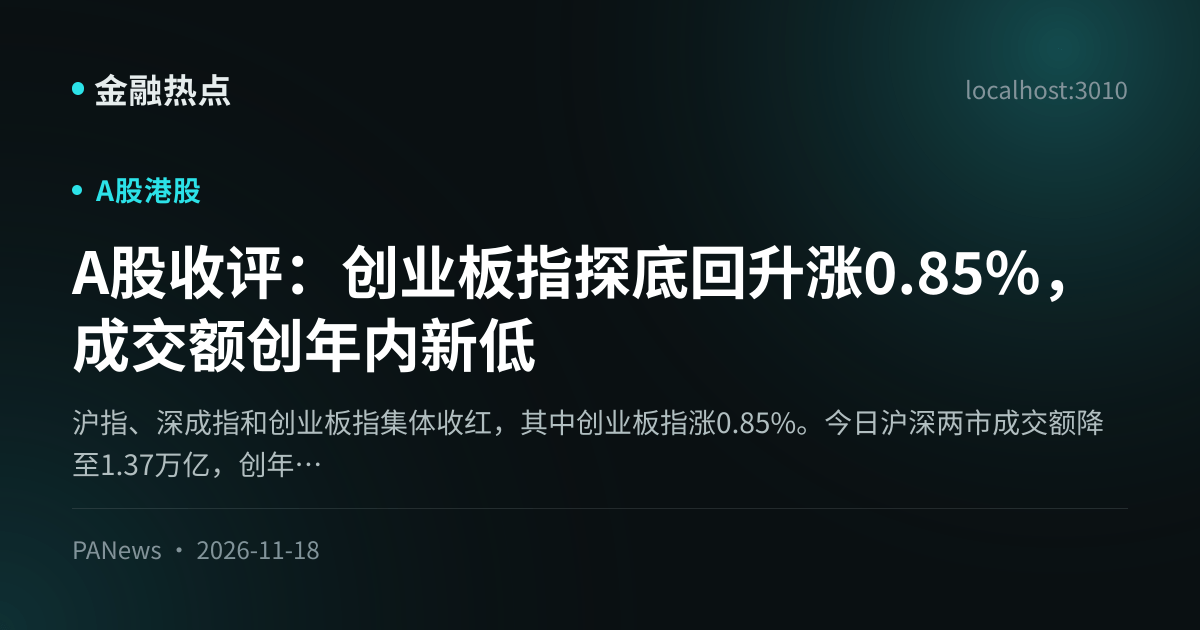 金融热点
localhost:3010
A股港股
A股收评：创业板指探底回升涨0.85%，
成交额创年内新低
沪指、深成指和创业板指集体收红，其中创业板指涨0.85%。今日沪深两市成交额降
至1.37万亿，创年…
PANews • 2026-11-18